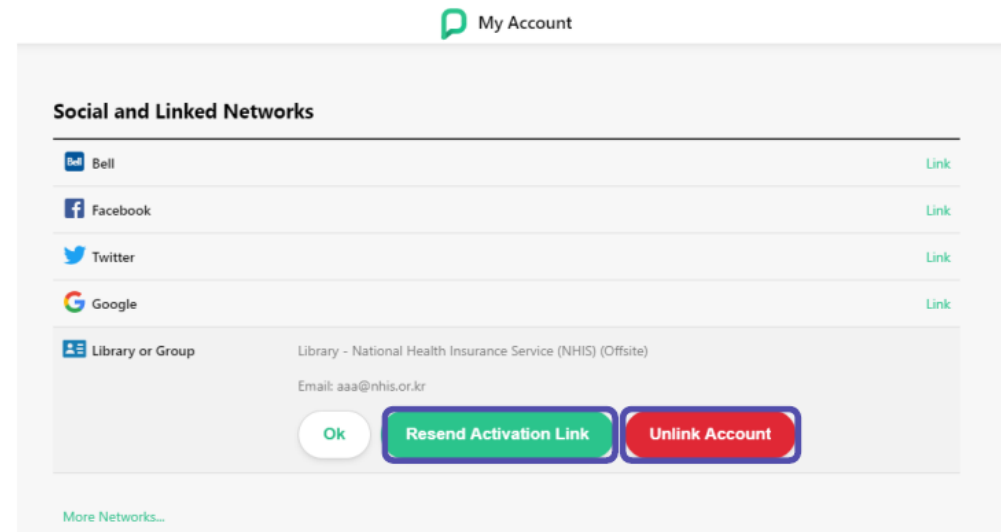 My Account
Social and Linked Networks
Bell Bell Link
Facebook Link
Twitter Link
Google Link
Library or Group Library - National Health Insurance Service (NHIS) (Offsite)
Email: aaa@nhis.or.kr
Ok Resend Activation Link Unlink Account
More Networks...